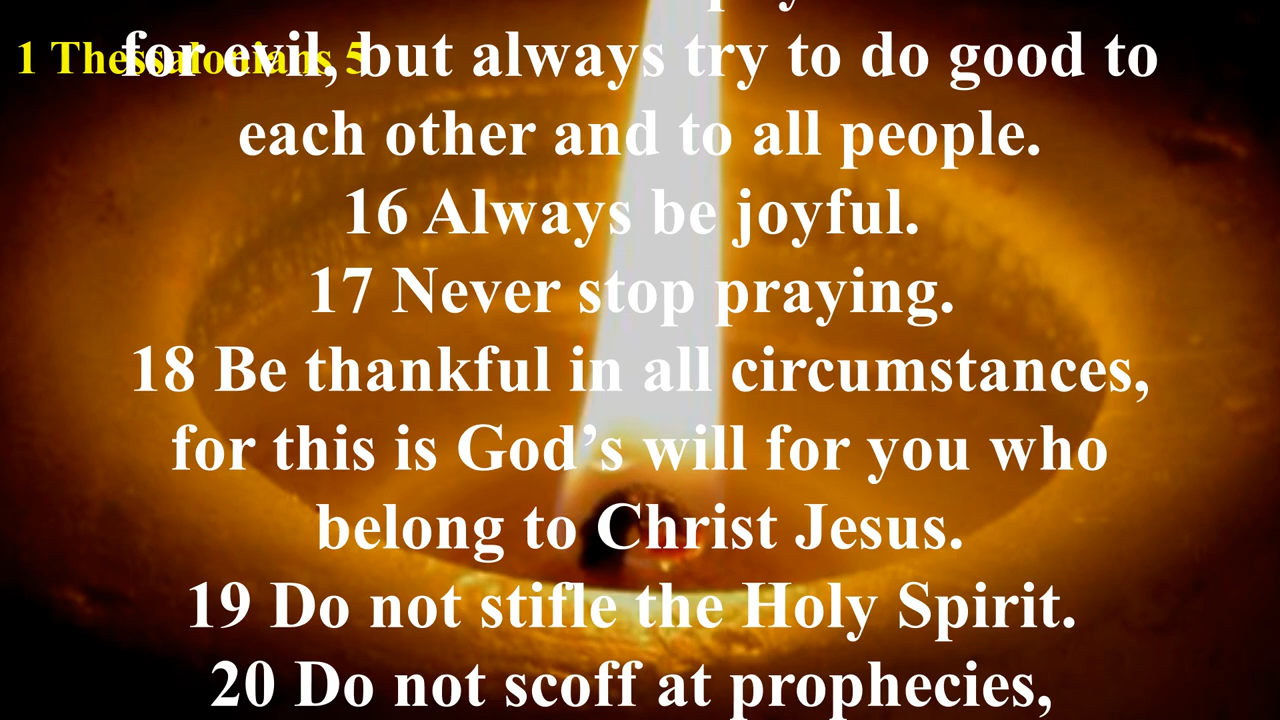 1 Thessalonians 5
for evil, but always try to do good to
each other and to all people.
16 Always be joyful.
17 Never stop praying.
18 Be thankful in all circumstances,
for this is God’s will for you who
belong to Christ Jesus.
19 Do not stifle the Holy Spirit.
20 Do not scoff at prophecies,